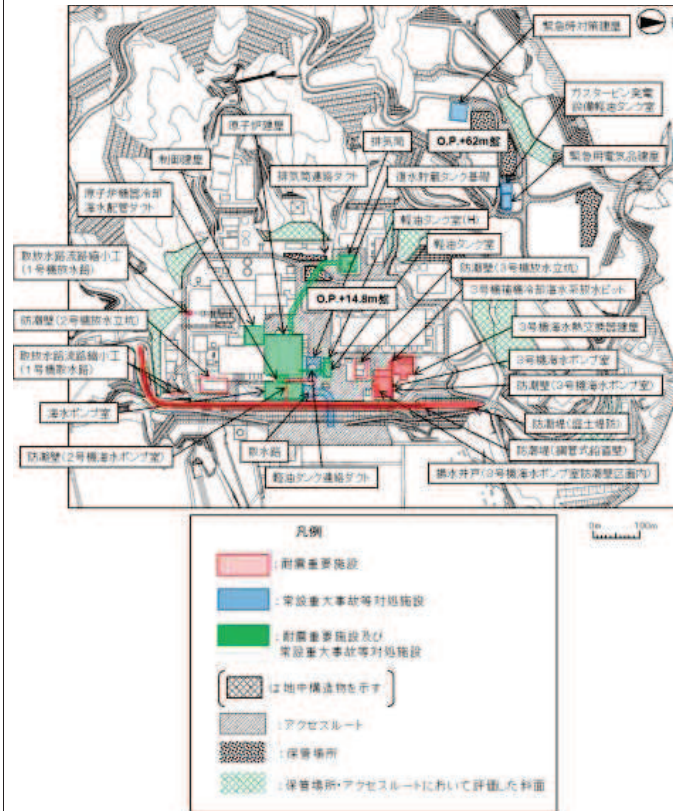 緊急時対策建屋
ガスタービン発電
設備軽油タンク室
緊急用電気品建屋
O.P.+62m盤
原子炉建屋
排気筒
制御建屋
排気筒連絡ダクト
復水貯蔵タンク基礎
原子炉機器冷却
海水配管ダクト
軽油タンク室(H)
軽油タンク室
取放水路流路縮小工
(1号機放水路)
防潮壁(3号機放水立坑)
O.P.+14.8m盤
3号機補機冷却海水系放水ピット
防潮壁(2号機放水立坑)
3号機海水熱交換器建屋
取放水路流路縮小工
(1号機取水路)
3号機海水ポンプ室
防潮壁(3号機海水ポンプ室)
海水ポンプ室
防潮堤(盛土堤防)
防潮壁(2号機海水ポンプ室)
取水路
防潮堤(鋼管式鉛直壁)
軽油タンク連絡ダクト
揚水井戸(3号機海水ポンプ室防潮壁区画内)
0m 100m
凡例
:耐震重要施設
:常設重大事故等対処施設
:耐震重要施設及び
常設重大事故等対処施設
は地中構造物を示す
:アクセスルート
:保管場所
:保管場所・アクセスルートにおいて評価した斜面